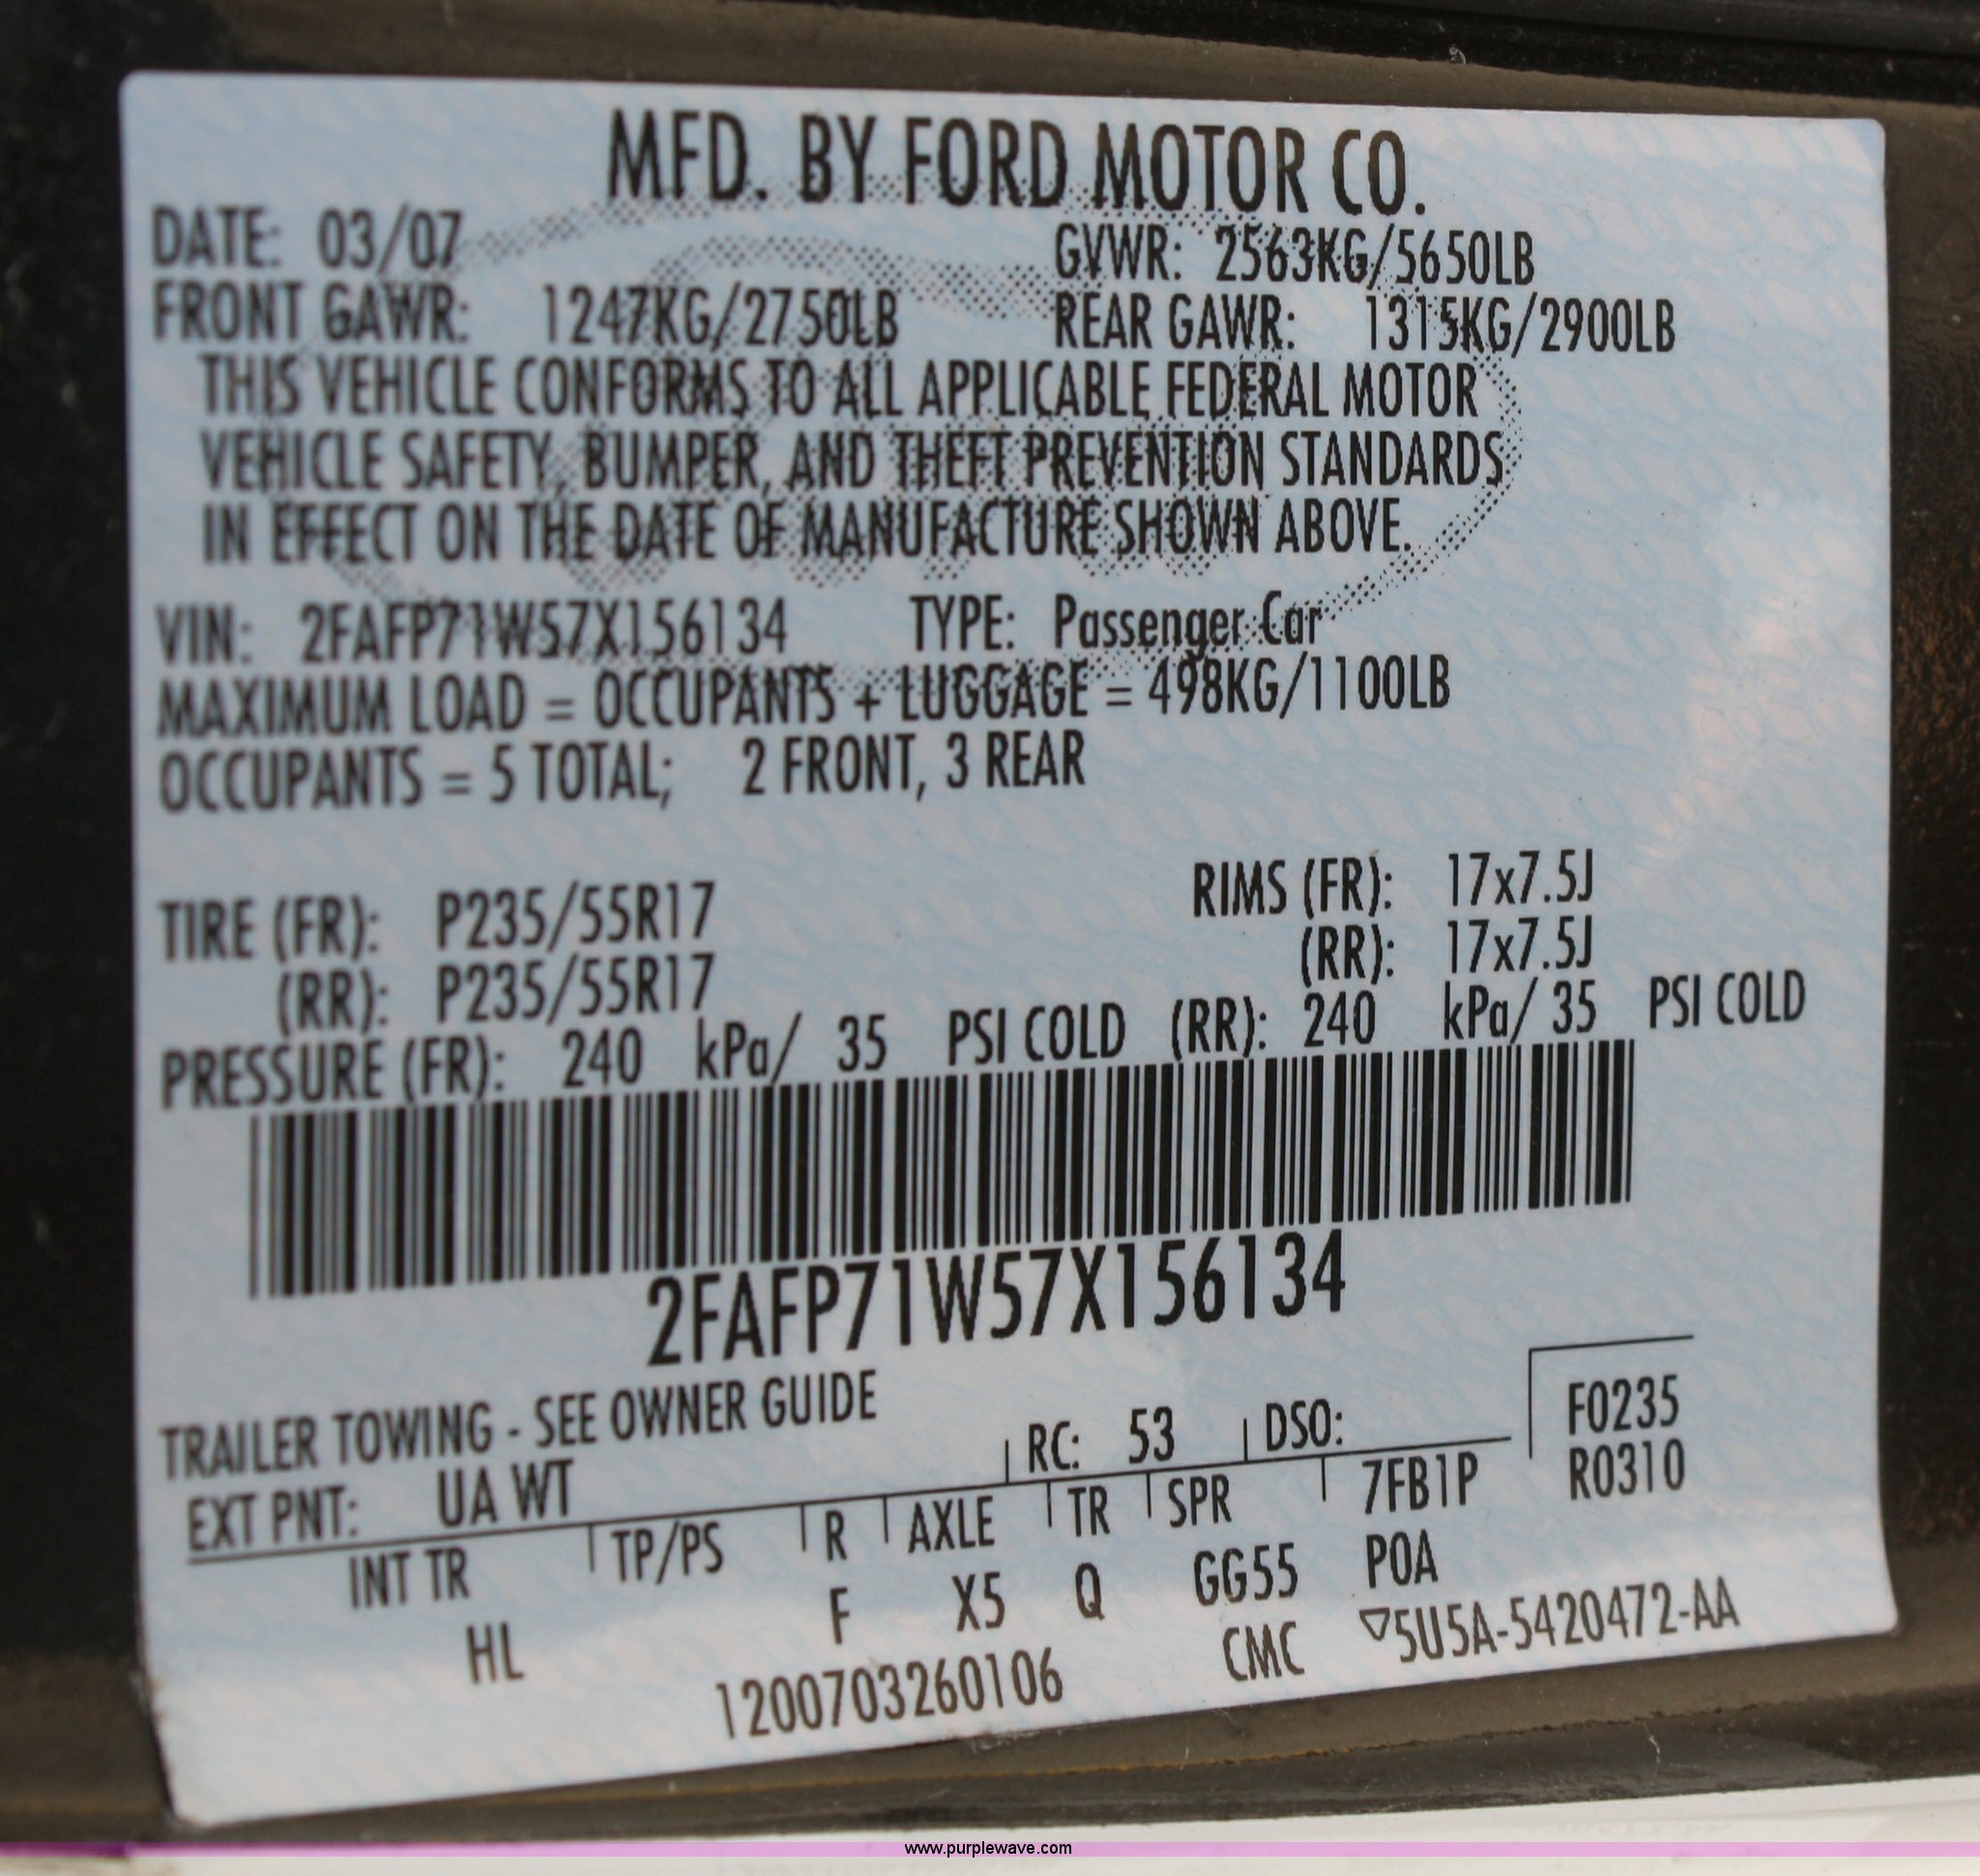 MFD. BY FORD MOTOR CO.
DATE: 03/07 GVWR: 2563KG/5650LB
FRONT GAWR: 1247KG/2750LB REAR GAWR: 1315KG/2900LB
THIS VEHICLE CONFORMS TO ALL APPLICABLE FEDERAL MOTOR
VEHICLE SAFETY, BUMPER, AND THEFT PREVENTION STANDARDS
IN EFFECT ON THE DATE OF MANUFACTURE SHOWN ABOVE.
VIN: 2FAFP71W57X156134 TYPE: Passenger Car
MAXIMUM LOAD = OCCUPANTS + LUGGAGE = 498KG/1100LB
OCCUPANTS = 5 TOTAL; 2 FRONT, 3 REAR
TIRE (FR): P235/55R17 RIMS (FR): 17x7.5J
(RR): P235/55R17 (RR): 17x7.5J
PRESSURE (FR): 240 kPa/ 35 PSI COLD (RR): 240 kPa/ 35 PSI COLD
2FAFP71W57X156134
TRAILER TOWING - SEE OWNER GUIDE
EXT PNT: UA WT RC: 53 DSO: F0235
INT TR TP/PS R AXLE TR SPR 7FB1P R0310
HL F X5 Q GG55 POA
1200703260106 CMC ▽5U5A-5420472-AA
www.purplewave.com